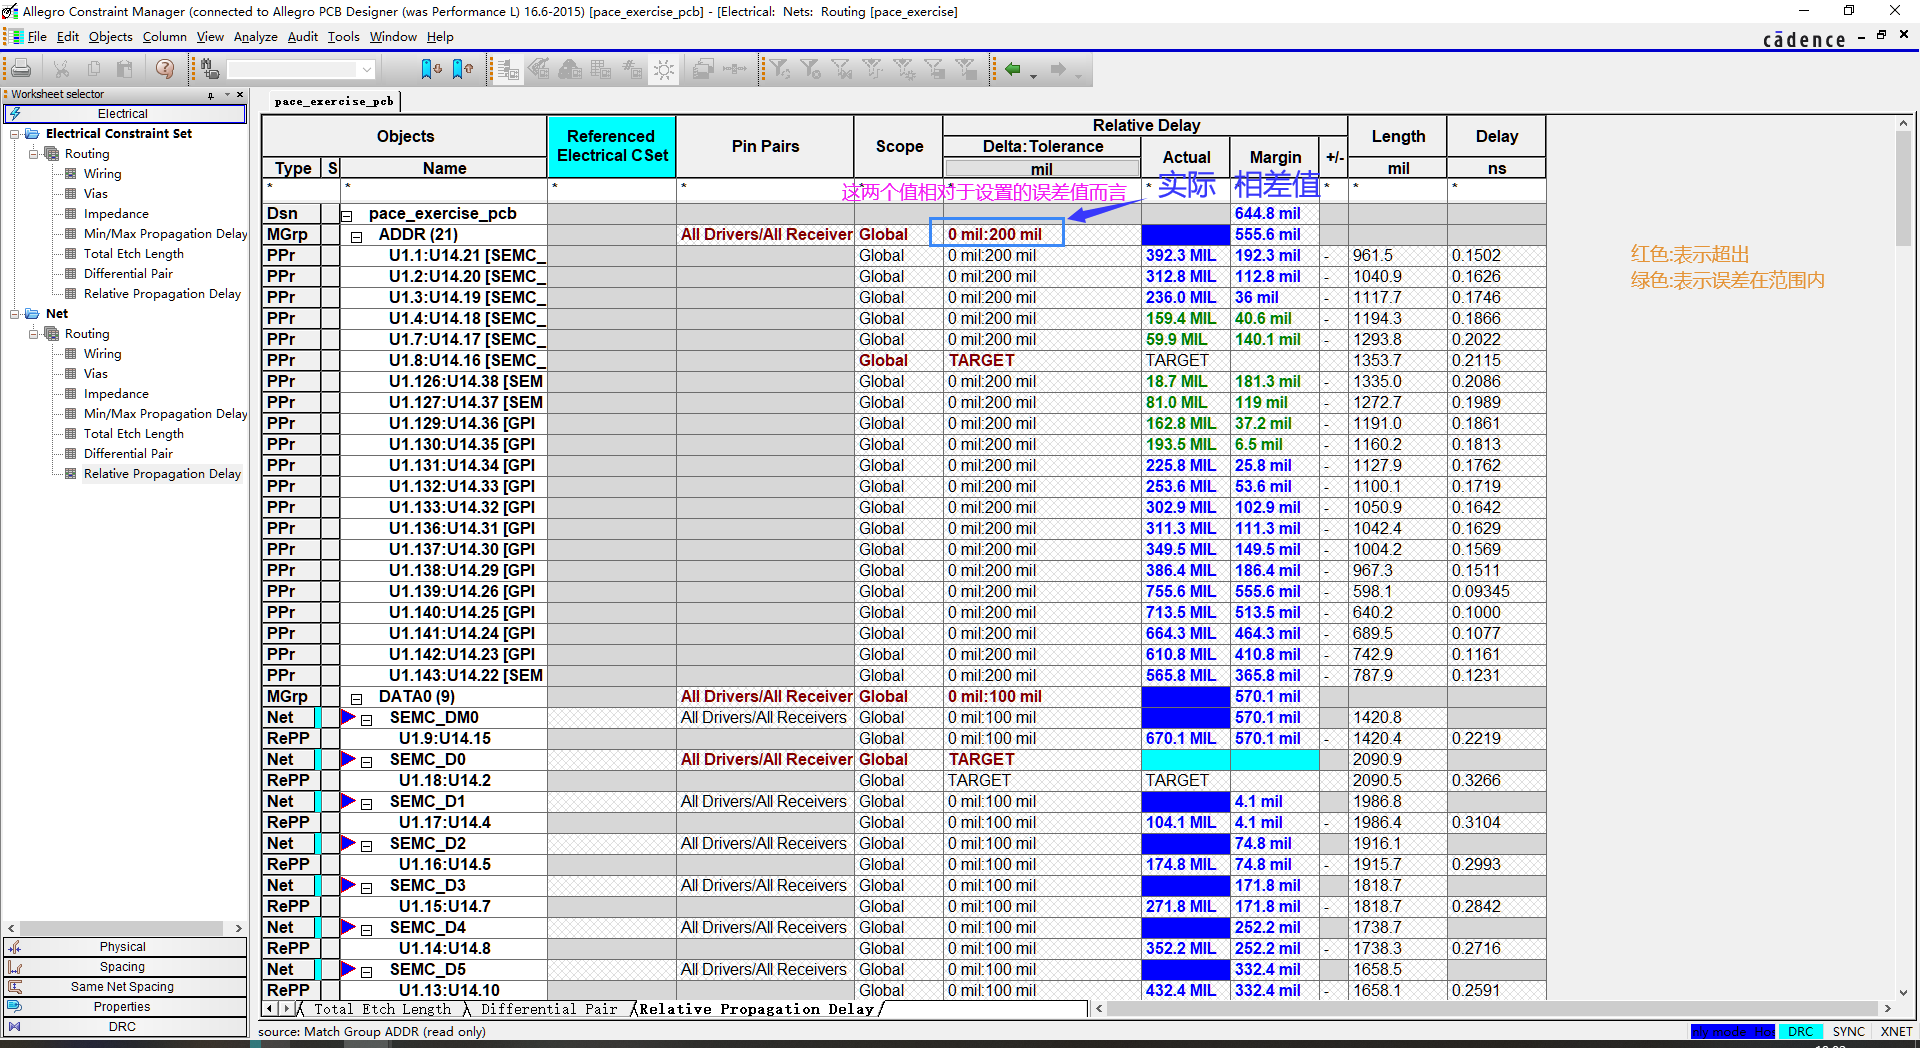 Allegro Constraint Manager (connected to Allegro PCB Designer (was Performance L) 16.6-2015) [pace_exercise_pcb] - [Electrical:  Nets:  Routing [pace_exercise]
File Edit Objects Column View Analyze Audit Tools Window Help
cādence
Worksheet selector
Electrical
Electrical Constraint Set
Routing
Wiring
Vias
Impedance
Min/Max Propagation Delay
Total Etch Length
Differential Pair
Relative Propagation Delay
Net
Routing
Wiring
Vias
Impedance
Min/Max Propagation Delay
Total Etch Length
Differential Pair
Relative Propagation Delay
Physical
Spacing
Same Net Spacing
Properties
DRC
pace_exercise_pcb
Objects Referenced Electrical CSet Pin Pairs Scope Relative Delay Length Delay
Delta:Tolerance Actual Margin +/-
Type S Name mil mil ns
* * * * * * * * *
这两个值相对于设置的误差值而言 实际 相差值
Dsn pace_exercise_pcb 644.8 mil
MGrp ADDR (21) All Drivers/All Receiver Global 0 mil:200 mil 555.6 mil
PPr U1.1:U14.21 [SEMC_ Global 0 mil:200 mil 392.3 MIL 192.3 mil - 961.5 0.1502
PPr U1.2:U14.20 [SEMC_ Global 0 mil:200 mil 312.8 MIL 112.8 mil - 1040.9 0.1626
PPr U1.3:U14.19 [SEMC_ Global 0 mil:200 mil 236.0 MIL 36 mil - 1117.7 0.1746
PPr U1.4:U14.18 [SEMC_ Global 0 mil:200 mil 159.4 MIL 40.6 mil - 1194.3 0.1866
PPr U1.7:U14.17 [SEMC_ Global 0 mil:200 mil 59.9 MIL 140.1 mil - 1293.8 0.2022
PPr U1.8:U14.16 [SEMC_ Global TARGET TARGET 1353.7 0.2115
PPr U1.126:U14.38 [SEM Global 0 mil:200 mil 18.7 MIL 181.3 mil - 1335.0 0.2086
PPr U1.127:U14.37 [SEM Global 0 mil:200 mil 81.0 MIL 119 mil - 1272.7 0.1989
PPr U1.129:U14.36 [GPI Global 0 mil:200 mil 162.8 MIL 37.2 mil - 1191.0 0.1861
PPr U1.130:U14.35 [GPI Global 0 mil:200 mil 193.5 MIL 6.5 mil - 1160.2 0.1813
PPr U1.131:U14.34 [GPI Global 0 mil:200 mil 225.8 MIL 25.8 mil - 1127.9 0.1762
PPr U1.132:U14.33 [GPI Global 0 mil:200 mil 253.6 MIL 53.6 mil - 1100.1 0.1719
PPr U1.133:U14.32 [GPI Global 0 mil:200 mil 302.9 MIL 102.9 mil - 1050.9 0.1642
PPr U1.136:U14.31 [GPI Global 0 mil:200 mil 311.3 MIL 111.3 mil - 1042.4 0.1629
PPr U1.137:U14.30 [GPI Global 0 mil:200 mil 349.5 MIL 149.5 mil - 1004.2 0.1569
PPr U1.138:U14.29 [GPI Global 0 mil:200 mil 386.4 MIL 186.4 mil - 967.3 0.1511
PPr U1.139:U14.26 [GPI Global 0 mil:200 mil 755.6 MIL 555.6 mil - 598.1 0.09345
PPr U1.140:U14.25 [GPI Global 0 mil:200 mil 713.5 MIL 513.5 mil - 640.2 0.1000
PPr U1.141:U14.24 [GPI Global 0 mil:200 mil 664.3 MIL 464.3 mil - 689.5 0.1077
PPr U1.142:U14.23 [GPI Global 0 mil:200 mil 610.8 MIL 410.8 mil - 742.9 0.1161
PPr U1.143:U14.22 [SEM Global 0 mil:200 mil 565.8 MIL 365.8 mil - 787.9 0.1231
MGrp DATA0 (9) All Drivers/All Receiver Global 0 mil:100 mil 570.1 mil
Net SEMC_DM0 All Drivers/All Receivers Global 0 mil:100 mil 570.1 mil 1420.8
RePP U1.9:U14.15 Global 0 mil:100 mil 670.1 MIL 570.1 mil - 1420.4 0.2219
Net SEMC_D0 All Drivers/All Receiver Global TARGET 2090.9
RePP U1.18:U14.2 Global TARGET TARGET 2090.5 0.3266
Net SEMC_D1 All Drivers/All Receivers Global 0 mil:100 mil 4.1 mil 1986.8
RePP U1.17:U14.4 Global 0 mil:100 mil 104.1 MIL 4.1 mil - 1986.4 0.3104
Net SEMC_D2 All Drivers/All Receivers Global 0 mil:100 mil 74.8 mil 1916.1
RePP U1.16:U14.5 Global 0 mil:100 mil 174.8 MIL 74.8 mil - 1915.7 0.2993
Net SEMC_D3 All Drivers/All Receivers Global 0 mil:100 mil 171.8 mil 1818.7
RePP U1.15:U14.7 Global 0 mil:100 mil 271.8 MIL 171.8 mil - 1818.7 0.2842
Net SEMC_D4 All Drivers/All Receivers Global 0 mil:100 mil 252.2 mil 1738.7
RePP U1.14:U14.8 Global 0 mil:100 mil 352.2 MIL 252.2 mil - 1738.3 0.2716
Net SEMC_D5 All Drivers/All Receivers Global 0 mil:100 mil 332.4 mil 1658.5
RePP U1.13:U14.10 Global 0 mil:100 mil 432.4 MIL 332.4 mil - 1658.1 0.2591
红色:表示超出
绿色:表示误差在范围内
Total Etch Length Differential Pair Relative Propagation Delay
source: Match Group ADDR (read only)
DRC SYNC XNET